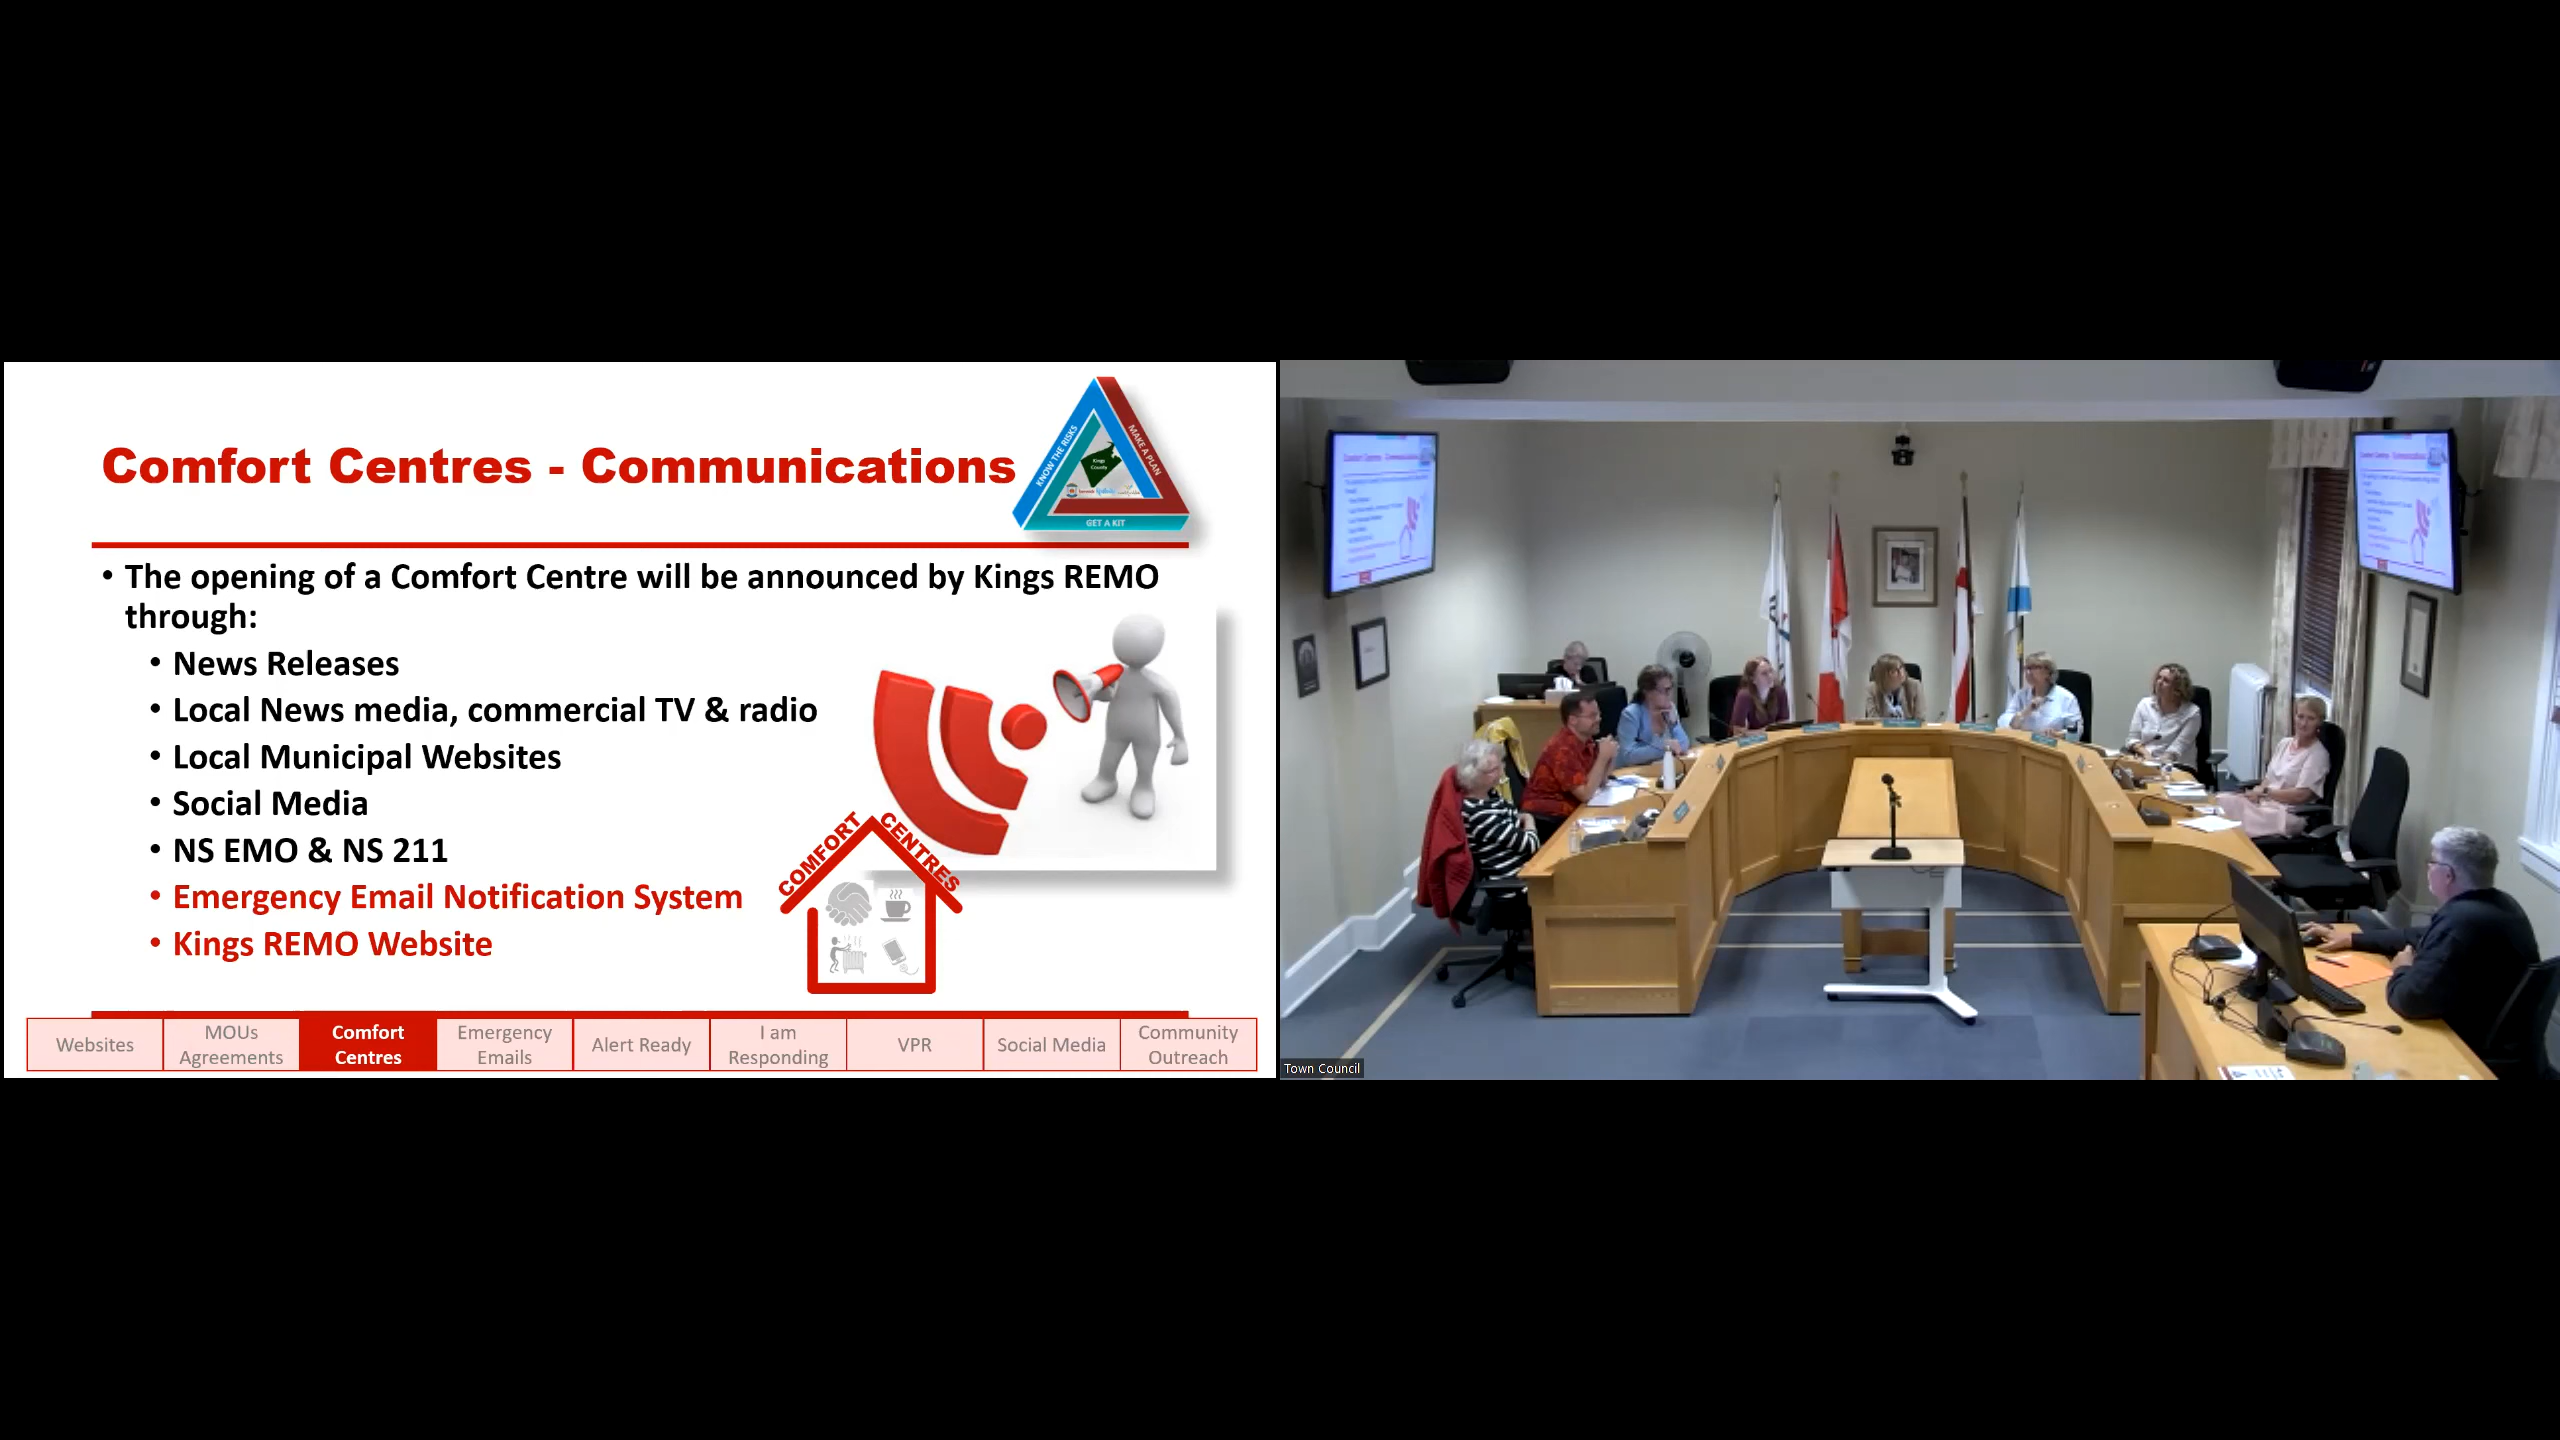 Comfort Centres - Communications
KNOW THE RISKS
MAKE A PLAN
Kings
County
GET A KIT
• The opening of a Comfort Centre will be announced by Kings REMO
through:
• News Releases
• Local News media, commercial TV & radio
• Local Municipal Websites
• Social Media
• NS EMO & NS 211
• Emergency Email Notification System
• Kings REMO Website
COMFORT CENTRES
Websites
MOUs
Agreements
Comfort
Centres
Emergency
Emails
Alert Ready
I am
Responding
VPR
Social Media
Community
Outreach
Town Council